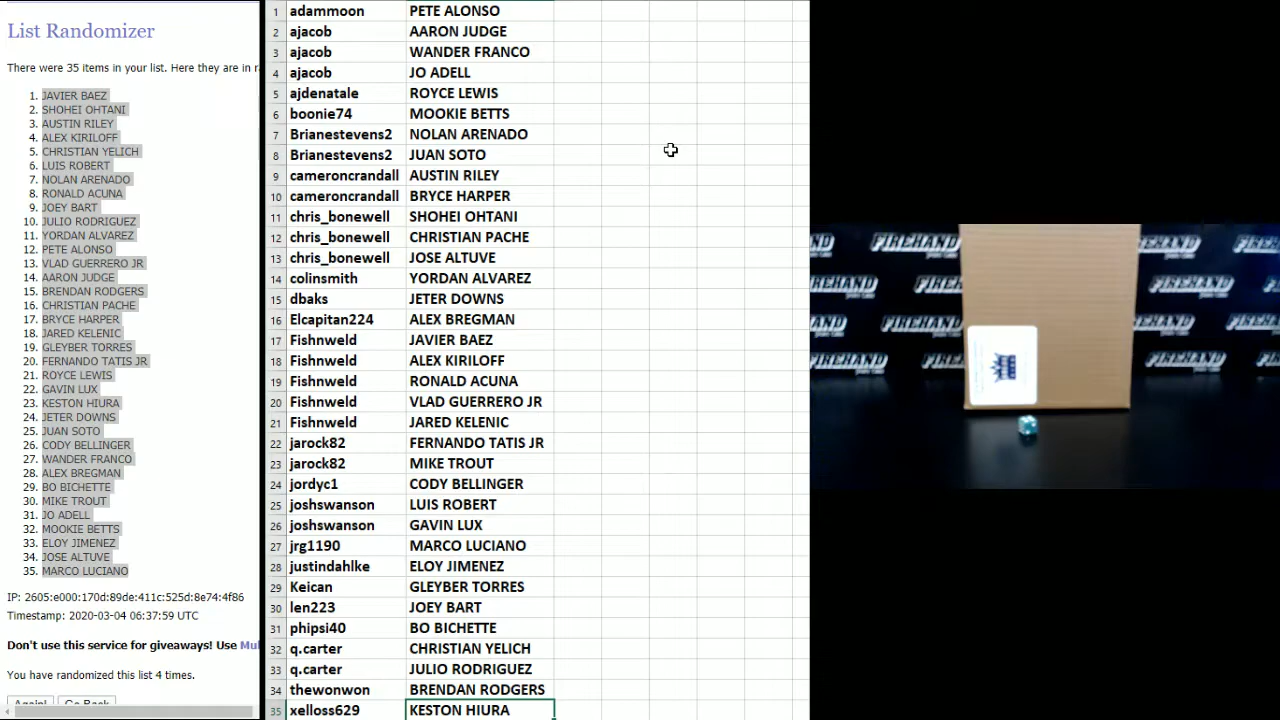 List Randomizer
There were 35 items in your list. Here they are in r
1. JAVIER BAEZ
2. SHOHEI OHTANI
3. AUSTIN RILEY
4. ALEX KIRILOFF
5. CHRISTIAN YELICH
6. LUIS ROBERT
7. NOLAN ARENADO
8. RONALD ACUNA
9. JOEY BART
10. JULIO RODRIGUEZ
11. YORDAN ALVAREZ
12. PETE ALONSO
13. VLAD GUERRERO JR
14. AARON JUDGE
15. BRENDAN RODGERS
16. CHRISTIAN PACHE
17. BRYCE HARPER
18. JARED KELENIC
19. GLEYBER TORRES
20. FERNANDO TATIS JR
21. ROYCE LEWIS
22. GAVIN LUX
23. KESTON HIURA
24. JETER DOWNS
25. JUAN SOTO
26. CODY BELLINGER
27. WANDER FRANCO
28. ALEX BREGMAN
29. BO BICHETTE
30. MIKE TROUT
31. JO ADELL
32. MOOKIE BETTS
33. ELOY JIMENEZ
34. JOSE ALTUVE
35. MARCO LUCIANO
IP: 2605:e000:170d:89de:411c:525d:8e74:4f86
Timestamp: 2020-03-04 06:37:59 UTC
Don't use this service for giveaways! Use Mul
You have randomized this list 4 times.
Again! Go Back
1 adammoon PETE ALONSO
2 ajacob AARON JUDGE
3 ajacob WANDER FRANCO
4 ajacob JO ADELL
5 ajdenatale ROYCE LEWIS
6 boonie74 MOOKIE BETTS
7 Brianestevens2 NOLAN ARENADO
8 Brianestevens2 JUAN SOTO
9 cameroncrandall AUSTIN RILEY
10 cameroncrandall BRYCE HARPER
11 chris_bonewell SHOHEI OHTANI
12 chris_bonewell CHRISTIAN PACHE
13 chris_bonewell JOSE ALTUVE
14 colinsmith YORDAN ALVAREZ
15 dbaks JETER DOWNS
16 Elcapitan224 ALEX BREGMAN
17 Fishnweld JAVIER BAEZ
18 Fishnweld ALEX KIRILOFF
19 Fishnweld RONALD ACUNA
20 Fishnweld VLAD GUERRERO JR
21 Fishnweld JARED KELENIC
22 jarock82 FERNANDO TATIS JR
23 jarock82 MIKE TROUT
24 jordyc1 CODY BELLINGER
25 joshswanson LUIS ROBERT
26 joshswanson GAVIN LUX
27 jrg1190 MARCO LUCIANO
28 justindahlke ELOY JIMENEZ
29 Keican GLEYBER TORRES
30 len223 JOEY BART
31 phipsi40 BO BICHETTE
32 q.carter CHRISTIAN YELICH
33 q.carter JULIO RODRIGUEZ
34 thewonwon BRENDAN RODGERS
35 xelloss629 KESTON HIURA
FIREHAND
FIREHAND
FIREHAND
FIREHAND
FIREHAND
FIREHAND